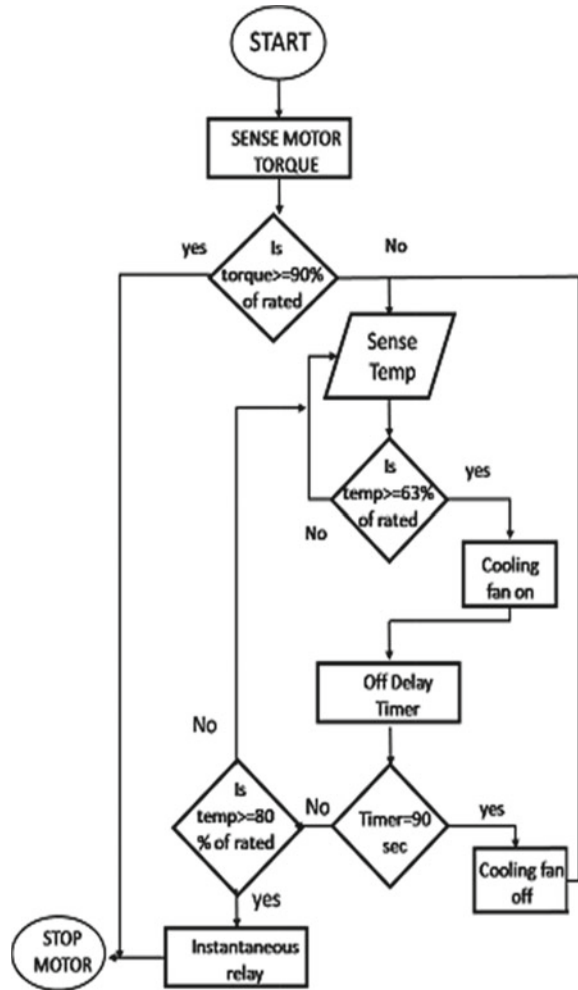 START
SENSE MOTOR
TORQUE
yes
Is
torque>=90%
of rated
No
Sense
Temp
Is
temp>=63%
of rated
yes
No
Cooling
fan on
Off Delay
Timer
No
Is
temp>=80
% of rated
No
Timer=90
sec
yes
Cooling fan
off
yes
STOP
MOTOR
Instantaneous
relay